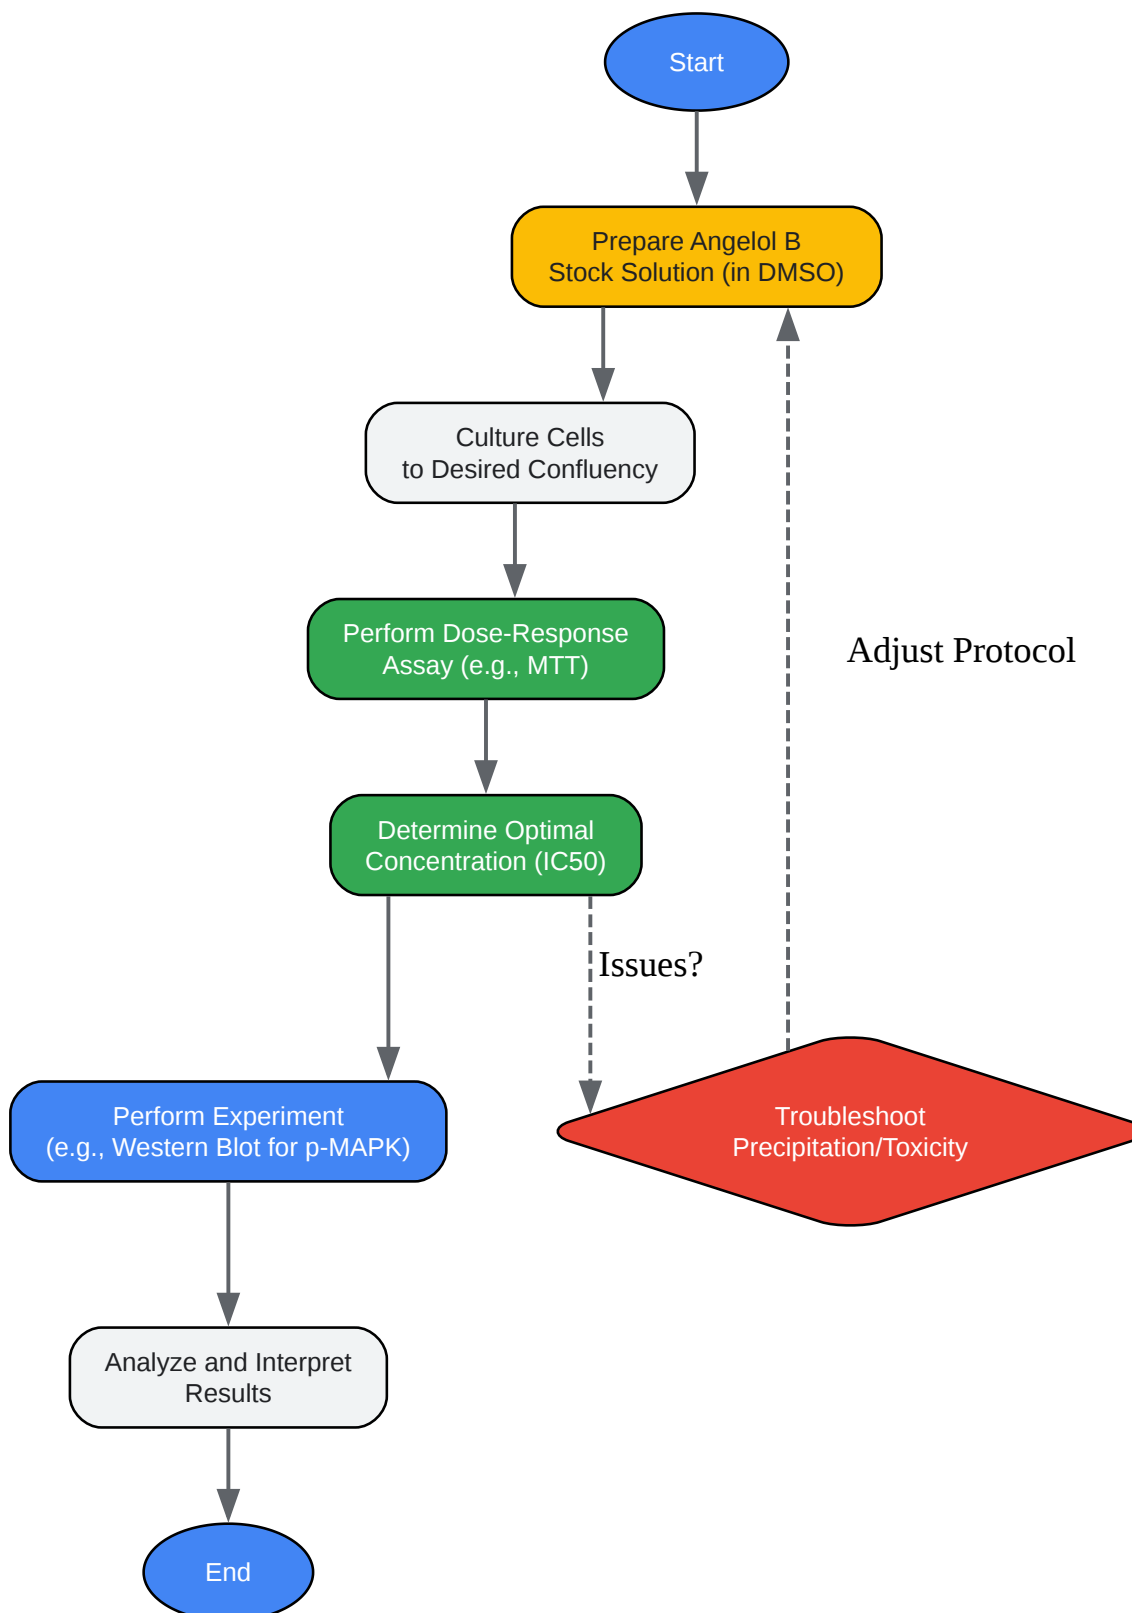 Start
Prepare Angelol B
Stock Solution (in DMSO)
Culture Cells
to Desired Confluency
Perform Dose-Response
Assay (e.g., MTT)
Adjust Protocol
Determine Optimal
Concentration (IC50)
Issues?
Perform Experiment
(e.g., Western Blot for p-MAPK)
Troubleshoot
Precipitation/Toxicity
Analyze and Interpret
Results
End